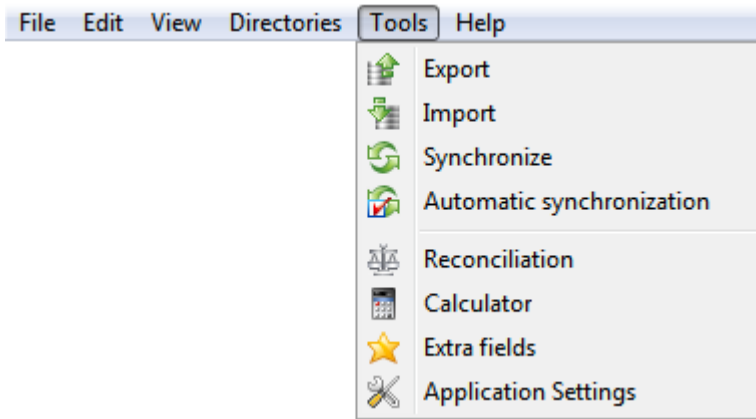 File Edit View Directories Tools Help
Export
Import
Synchronize
Automatic synchronization
Reconciliation
Calculator
Extra fields
Application Settings